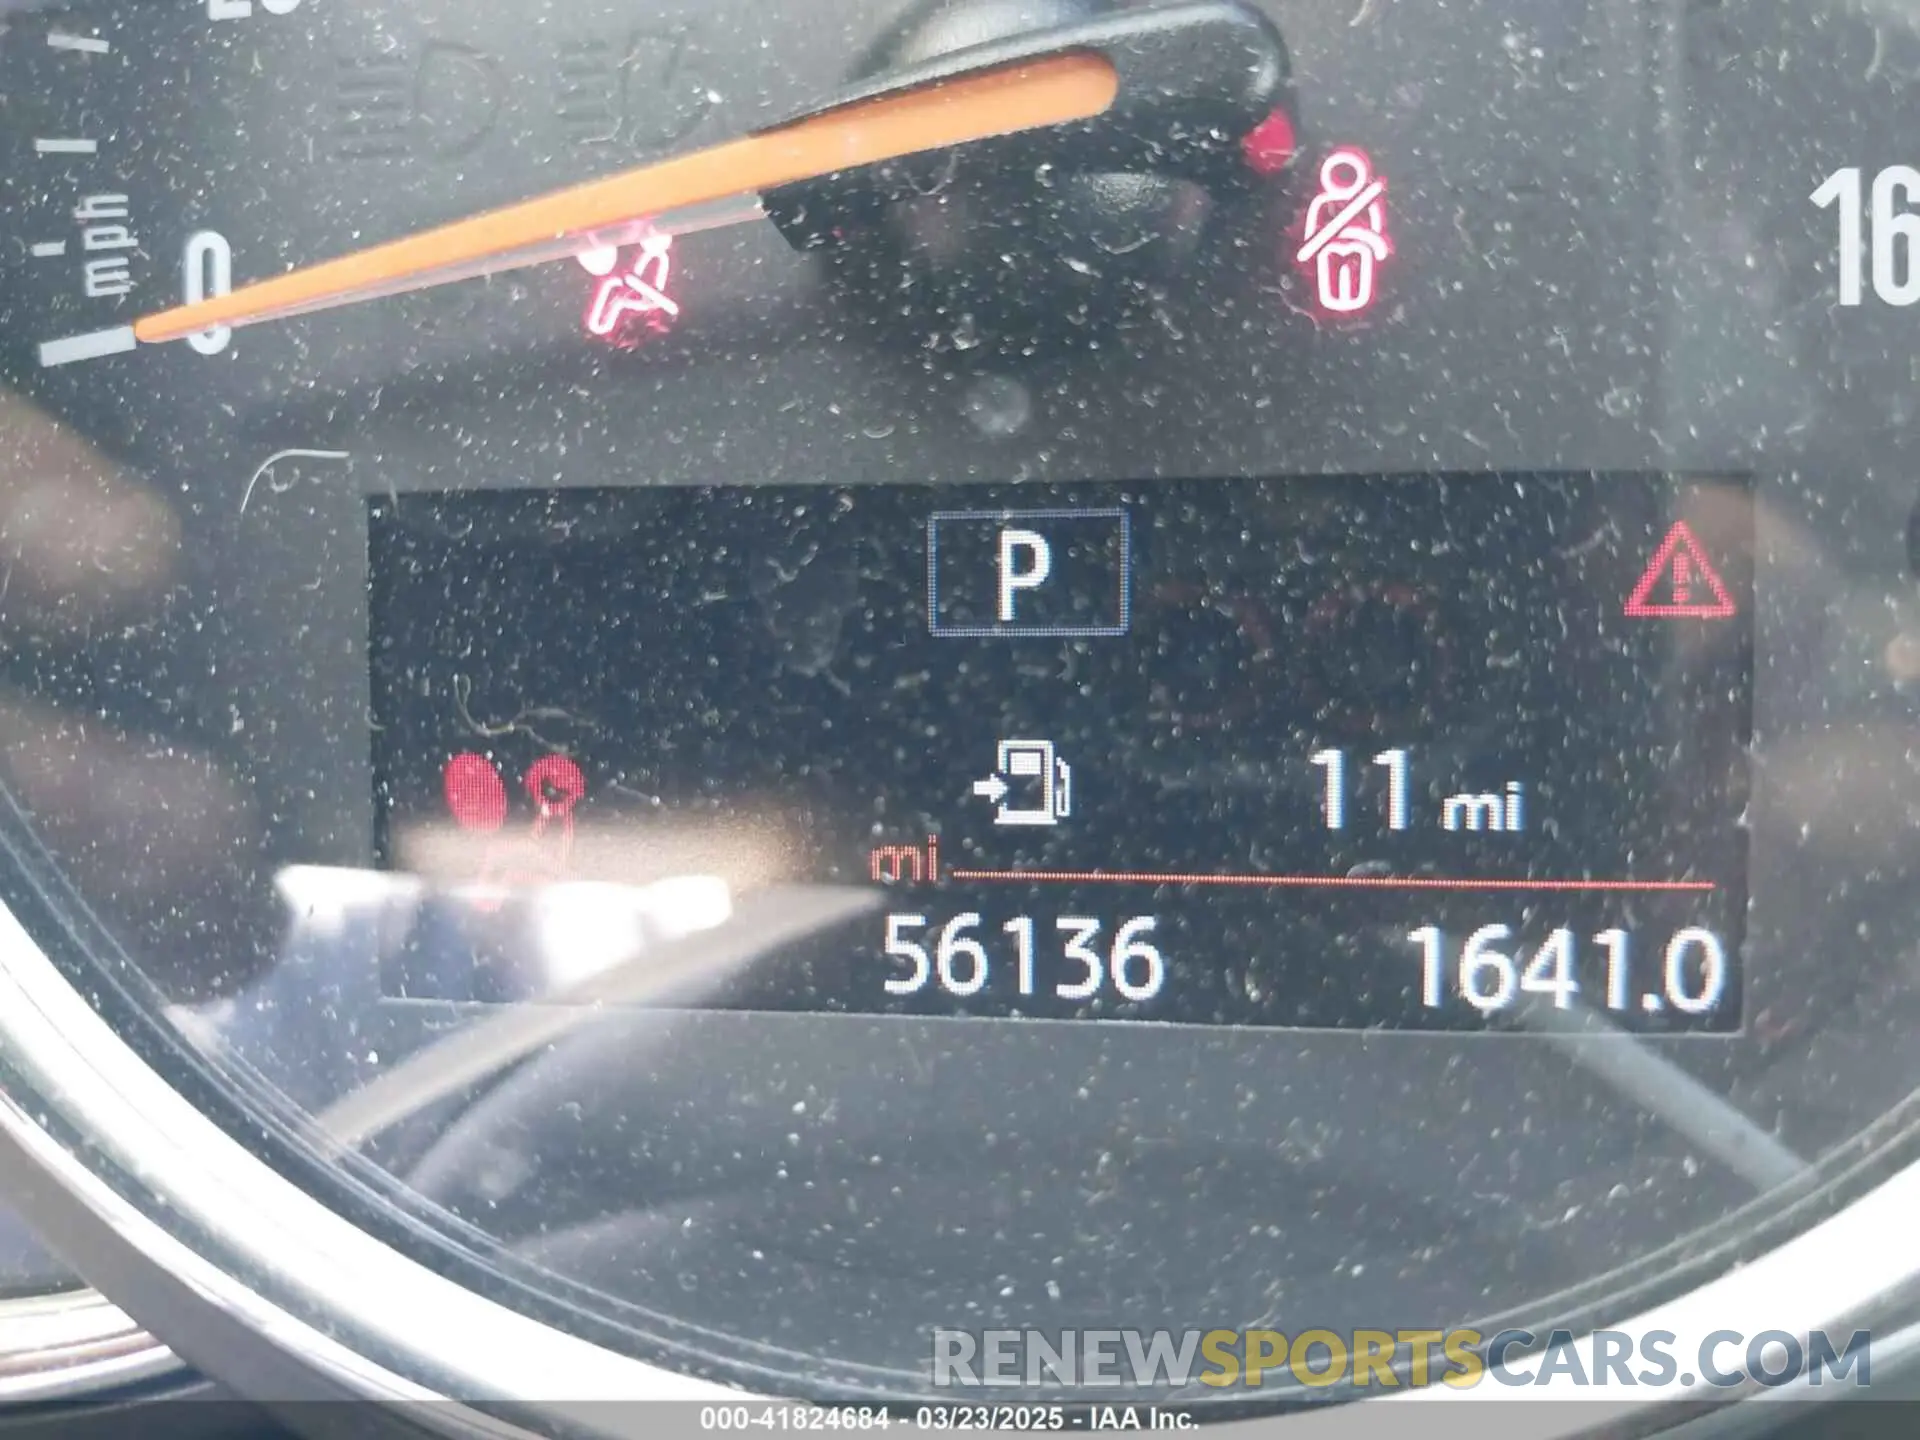 mph
0
16
P
11 mi
mi
56136 1641.0
RENEWSPORTSCARS.COM
000-41824684 - 03/23/2025 - IAA Inc.